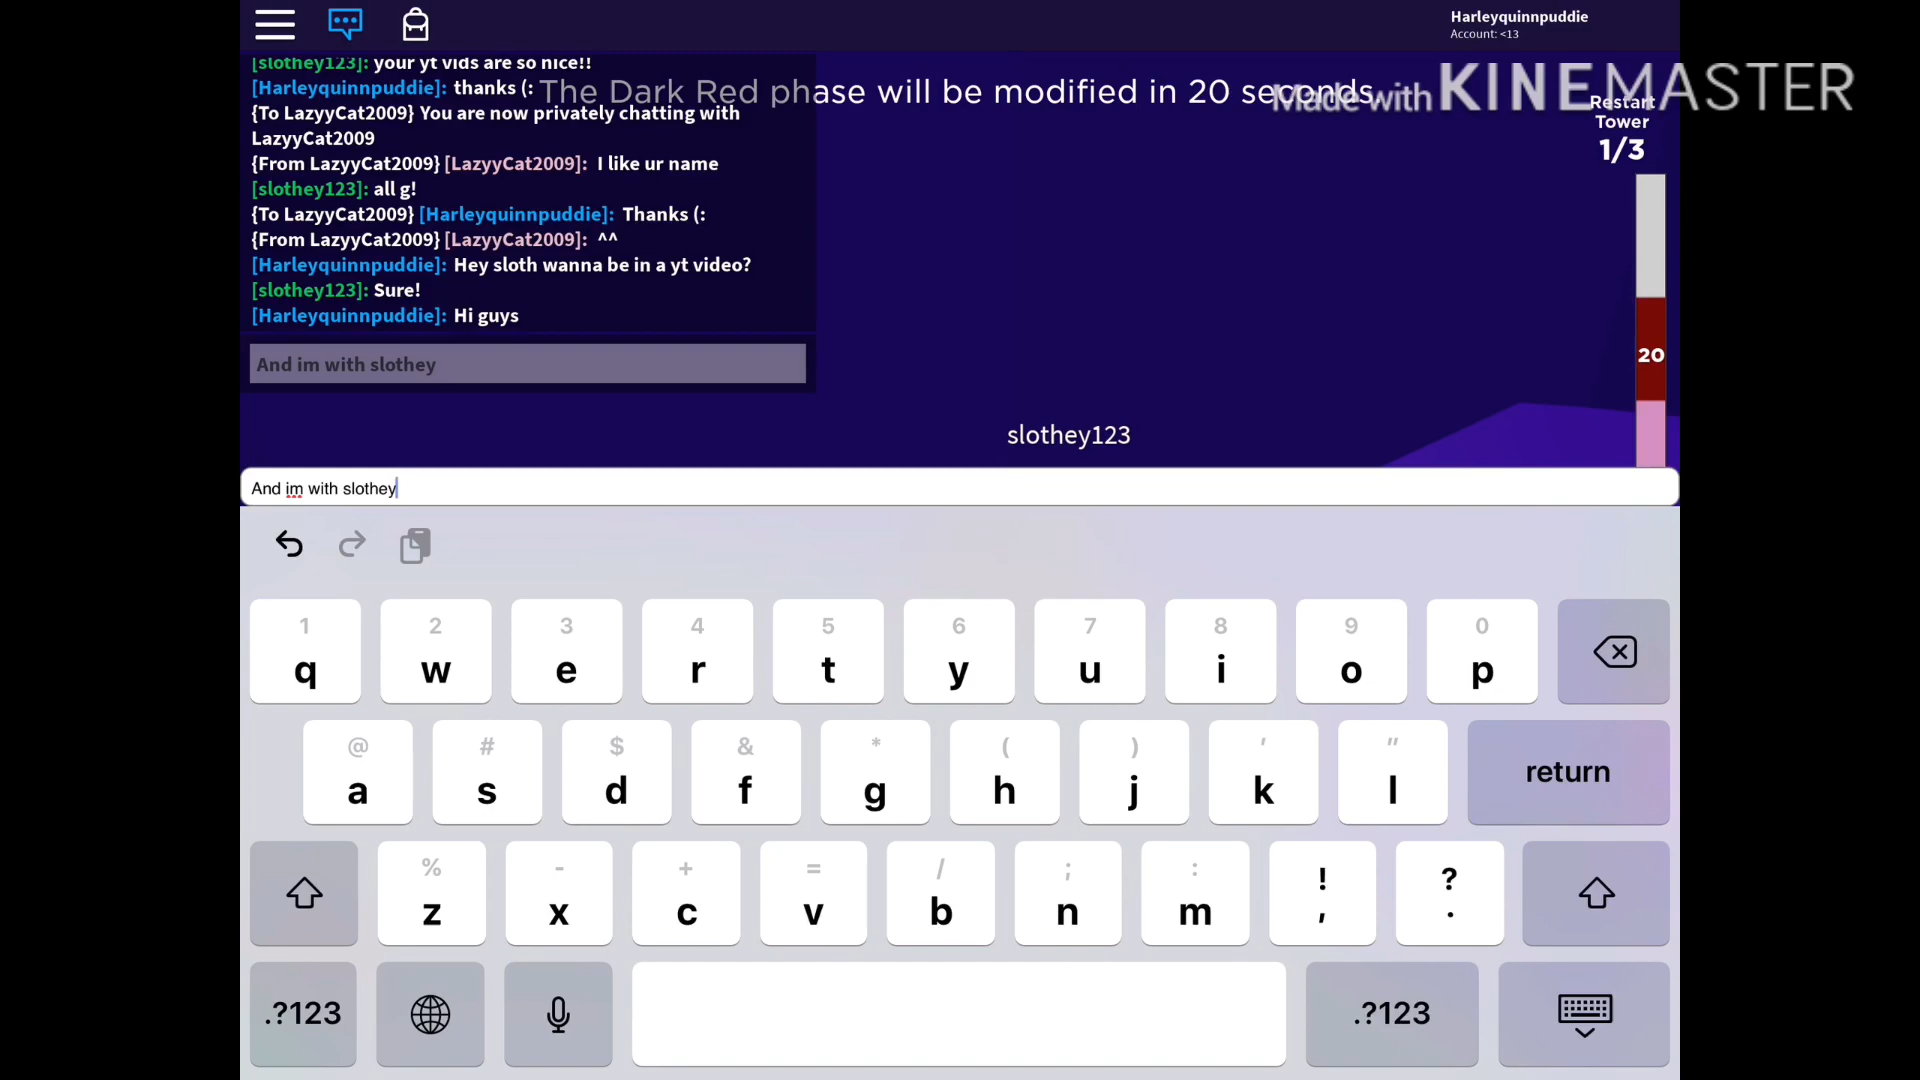 Harleyquinnpuddie
Account: <13
[slothey123]: your yt vids are so nice!!
[Harleyquinnpuddie]: thanks (:
The Dark Red phase will be modified in 20 seconds.
Made with KINEMASTER
{To LazyyCat2009} You are now privately chatting with
LazyyCat2009
{From LazyyCat2009} [LazyyCat2009]: I like ur name
[slothey123]: all g!
{To LazyyCat2009} [Harleyquinnpuddie]: Thanks (:
{From LazyyCat2009} [LazyyCat2009]: ^^
[Harleyquinnpuddie]: Hey sloth wanna be in a yt video?
[slothey123]: Sure!
[Harleyquinnpuddie]: Hi guys
And im with slothey
Restart
Tower
1/3
20
slothey123
And im with slothey
1 2 3 4 5 6 7 8 9 0
q w e r t y u i o p
@ # $ & * ( ) ' "
a s d f g h j k l return
% - + = / ; : ! ?
z x c v b n m , .
.?123 .?123